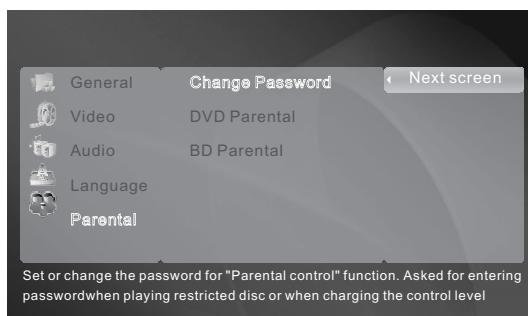 General
Video
Audio
Language
Parental
Change Password
DVD Parental
BD Parental
Next screen
Set or change the password for "Parental control" function. Asked for entering
passwordwhen playing restricted disc or when charging the control level